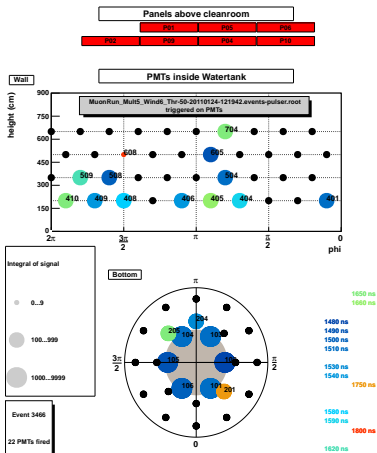 Panels above cleanroom
P01 P05 P06
P02 P09 P04 P10
Wall
PMTs inside Watertank
height (cm)
900
750
600
450
300
150
0
MuonRun_Mult5_Wind6_Thr-50-20110124-121942.events-pulser.root
triggered on PMTs
704
608 605
509 508 504
410 409 408 406 405 404 401
2π 3π/2 π π/2 0
phi
Integral of signal
0...9
100...999
1000...9999
Event 3466
22 PMTs fired
Bottom
π
204
205 104 103
3π/2 105 π/2
106 101 201
0
1650 ns
1660 ns
1480 ns
1490 ns
1500 ns
1510 ns
1530 ns
1540 ns
1750 ns
1580 ns
1590 ns
1800 ns
1620 ns